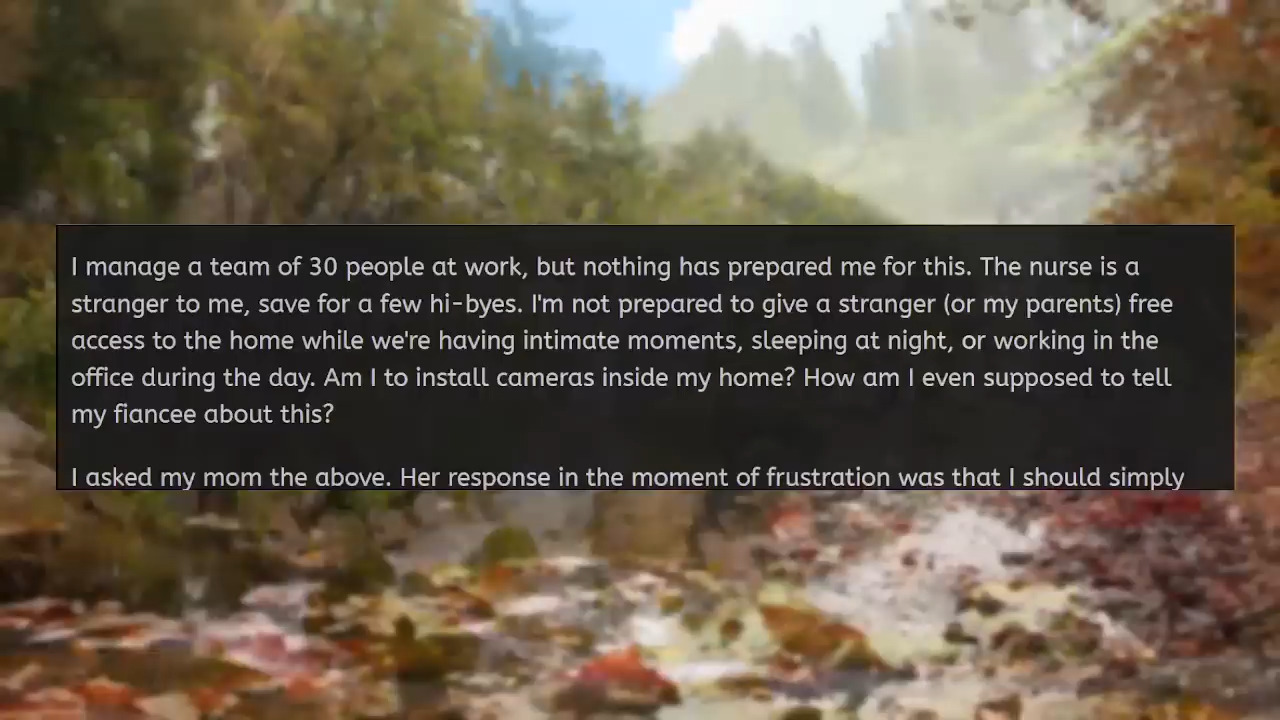 I manage a team of 30 people at work, but nothing has prepared me for this. The nurse is a
stranger to me, save for a few hi-byes. I'm not prepared to give a stranger (or my parents) free
access to the home while we're having intimate moments, sleeping at night, or working in the
office during the day. Am I to install cameras inside my home? How am I even supposed to tell
my fiancee about this?
I asked my mom the above. Her response in the moment of frustration was that I should simply